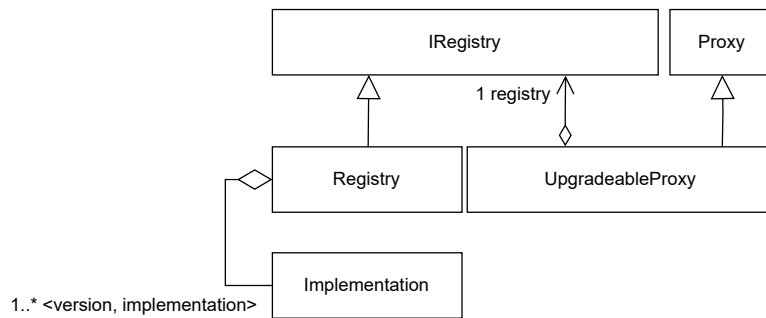 IRegistry
Proxy
1 registry
Registry
UpgradeableProxy
Implementation
1..* <version, implementation>